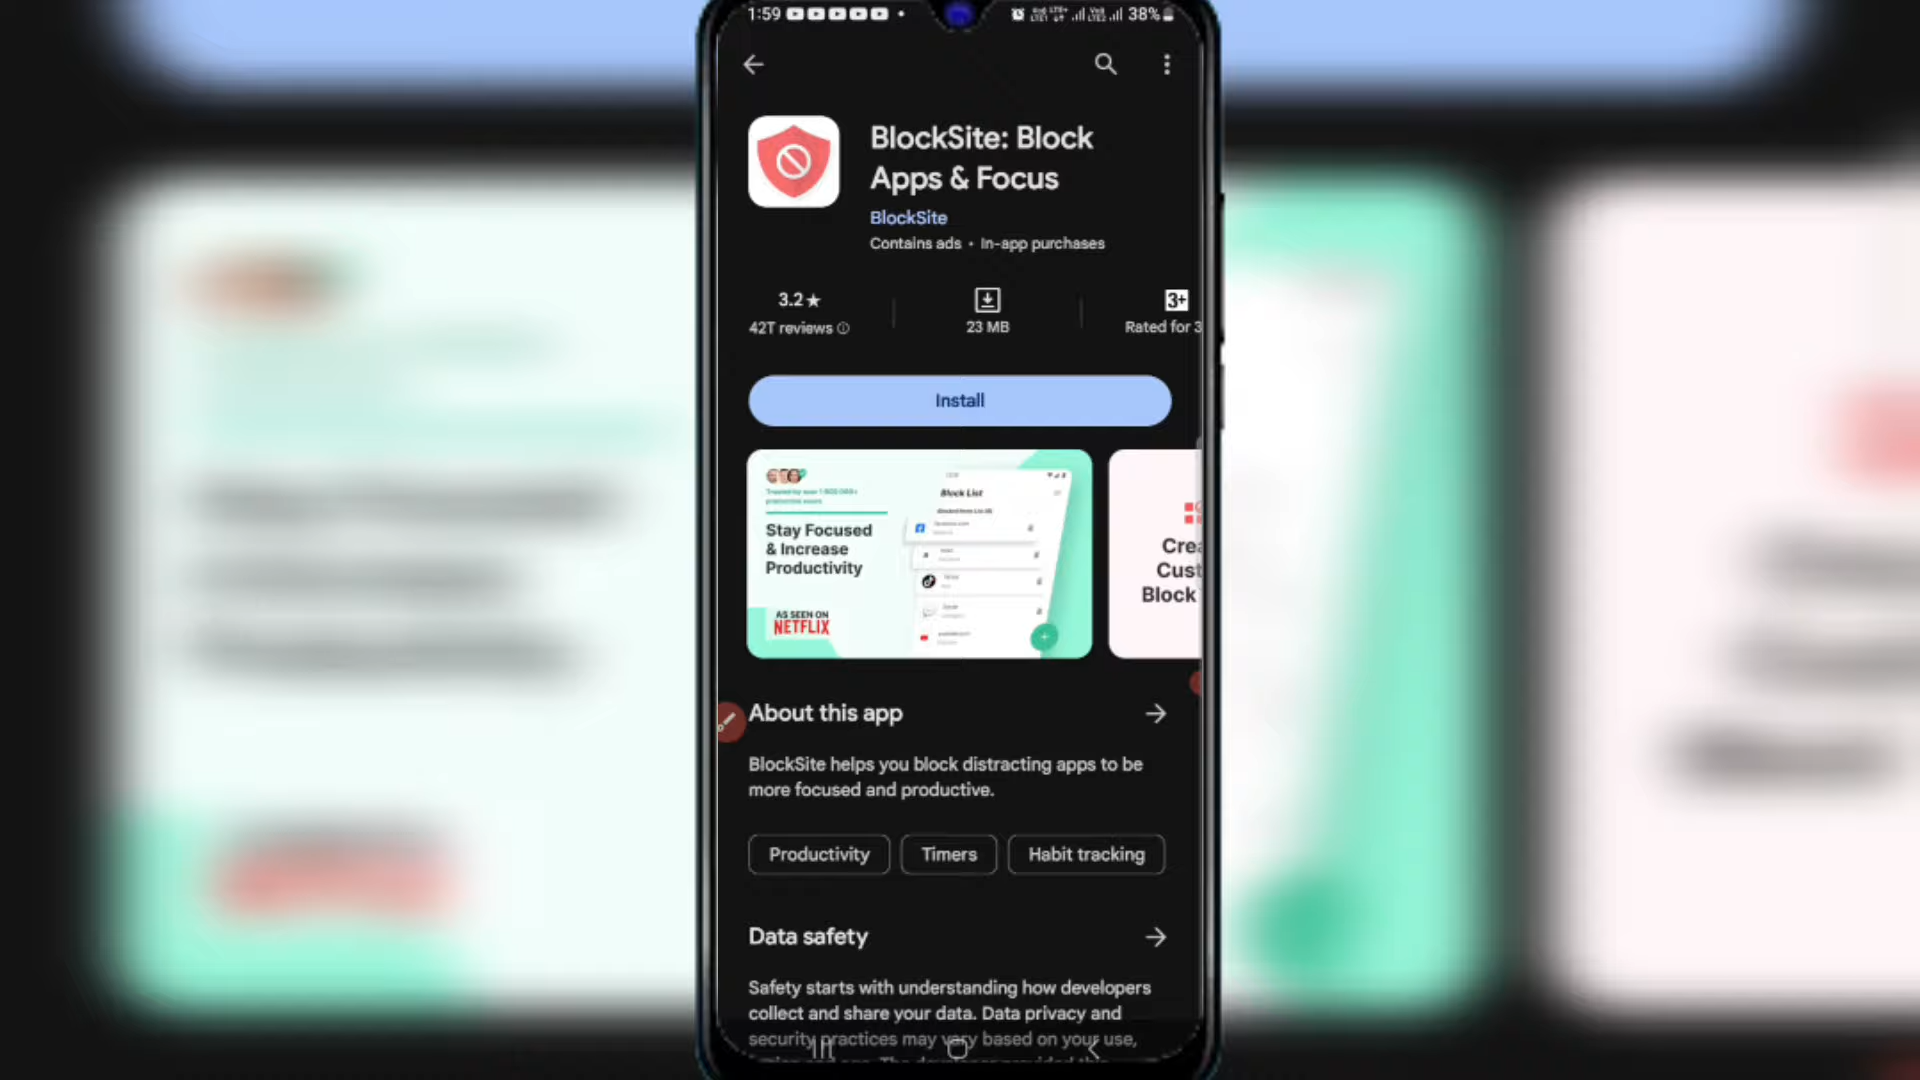 1:59
38%
BlockSite: Block
Apps & Focus
BlockSite
Contains ads • In-app purchases
3.2★
42T reviews
23 MB
3+
Rated for 3
Install
Stay Focused
& Increase
Productivity
AS SEEN ON
NETFLIX
Block List
Crea
Cust
Block
About this app
BlockSite helps you block distracting apps to be
more focused and productive.
Productivity
Timers
Habit tracking
Data safety
Safety starts with understanding how developers
collect and share your data. Data privacy and
security practices may vary based on your use,